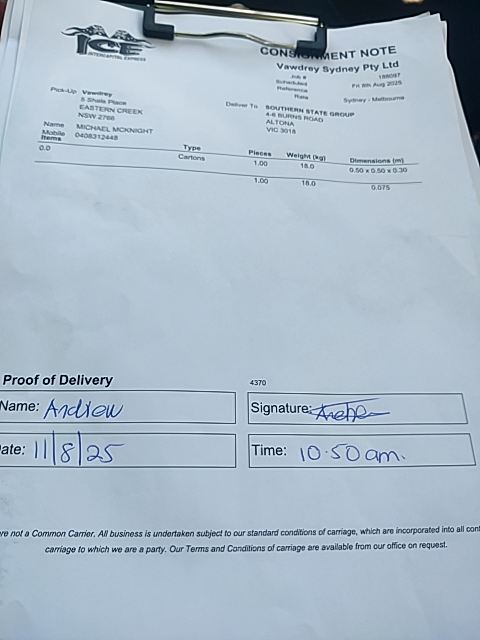 ICE
INTERCAPITAL EXPRESS
CONSIGNMENT NOTE
Vawdrey Sydney Pty Ltd
Job # 188097
Scheduled Fri 8th Aug 2025
Reference
Rate Sydney - Melbourne
Pick-Up Vawdrey
5 Shale Place
EASTERN CREEK
NSW 2766
Deliver To SOUTHERN STATE GROUP
4-6 BURNS ROAD
ALTONA
VIC 3018
Name MICHAEL MCKNIGHT
Mobile 0408312448
Items Type Pieces Weight (kg) Dimensions (m)
0.0 Cartons 1.00 18.0 0.50 x 0.50 x 0.30
1.00 18.0 0.075
Proof of Delivery
4370
Name: Andrew
Signature:
ate: 11/8/25
Time: 10.50am.
re not a Common Carrier. All business is undertaken subject to our standard conditions of carriage, which are incorporated into all con
carriage to which we are a party. Our Terms and Conditions of carriage are available from our office on request.